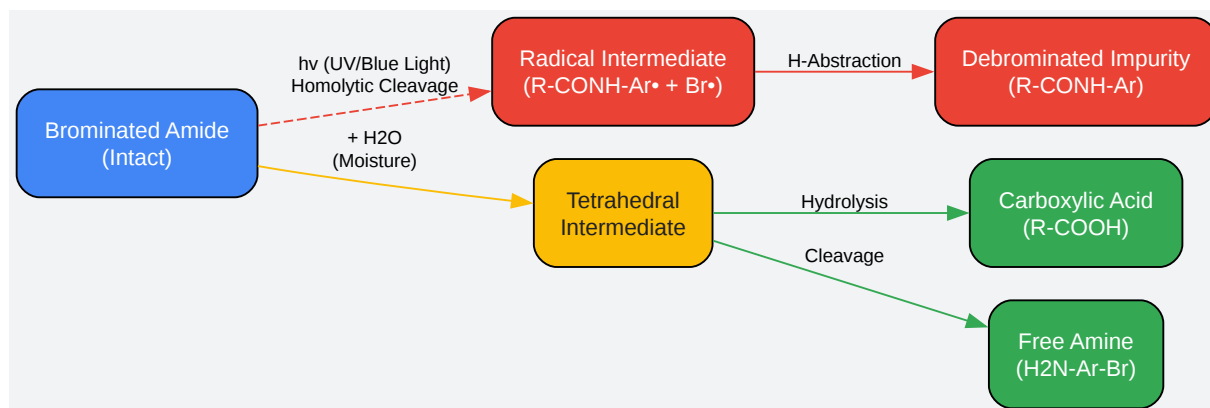 Brominated Amide
(Intact)
hv (UV/Blue Light)
Homolytic Cleavage
+ H2O
(Moisture)
Radical Intermediate
(R-CONH-Ar• + Br•)
H-Abstraction
Debrominated Impurity
(R-CONH-Ar)
Tetrahedral
Intermediate
Hydrolysis
Carboxylic Acid
(R-COOH)
Cleavage
Free Amine
(H2N-Ar-Br)